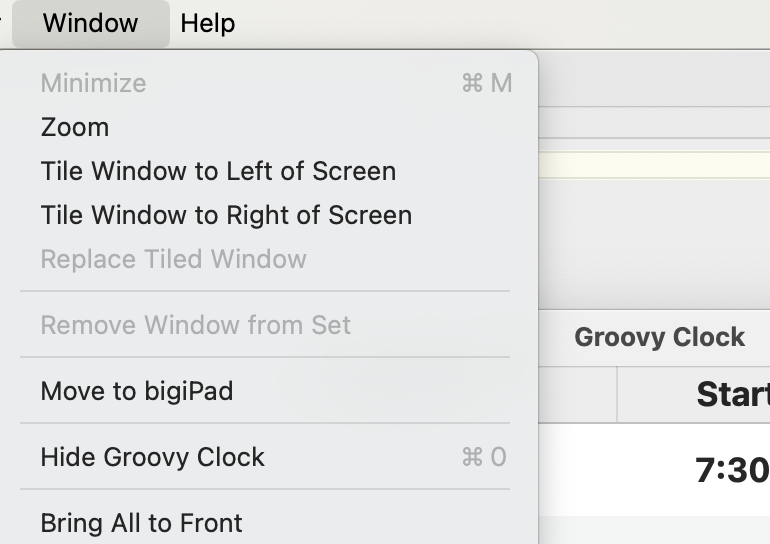 Window Help
Minimize ⌘ M
Zoom
Tile Window to Left of Screen
Tile Window to Right of Screen
Replace Tiled Window
Remove Window from Set
Move to bigiPad
Hide Groovy Clock ⌘ 0
Bring All to Front
Groovy Clock
Start
7:30